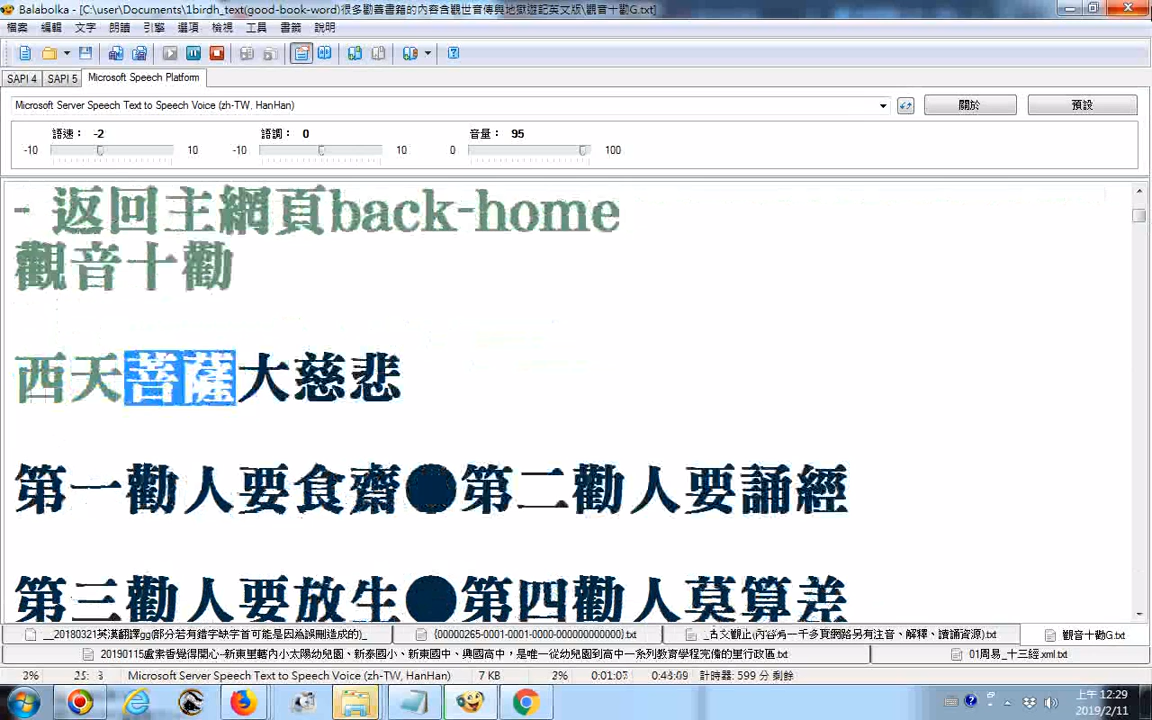 Balabolka - [C:\user\Documents\1birdh_text(good-book-word)很多勸善書籍的內容含觀世音傳與地獄遊記英文版\觀音十勸G.txt]
檔案 編輯 文字 朗讀 引擎 選項 檢視 工具 書籤 說明
SAPI 4 SAPI 5 Microsoft Speech Platform
Microsoft Server Speech Text to Speech Voice (zh-TW, HanHan) 關於 預設
語速： -2 語調： 0 音量： 95
-10 10 -10 10 0 100
- 返回主網頁back-home
觀音十勸
西天菩薩大慈悲
第一勸人要食齋●第二勸人要誦經
第三勸人要放生●第四勸人莫算差
__20180321英漢翻譯gg(部分若有錯字缺字首可能是因為誤刪造成的)_ {00000265-0001-0001-0000-000000000000}.txt _古文觀止(內容有一千多頁網路另有注音、解釋、讀誦資源).txt 觀音十勸G.txt
20190115盧素香覺得開心--新東里轄內小太陽幼兒園、新泰國小、新東國中、興國高中，是唯一從幼兒園到高中一系列教育學程完備的里行政區.txt 01周易_十三經.xml.txt
3% 25: 3 Microsoft Server Speech Text to Speech Voice (zh-TW, HanHan) 7 KB 2% 0:01:07 0:43:09 計時器: 599 分 剩餘
上午 12:29
2019/2/11